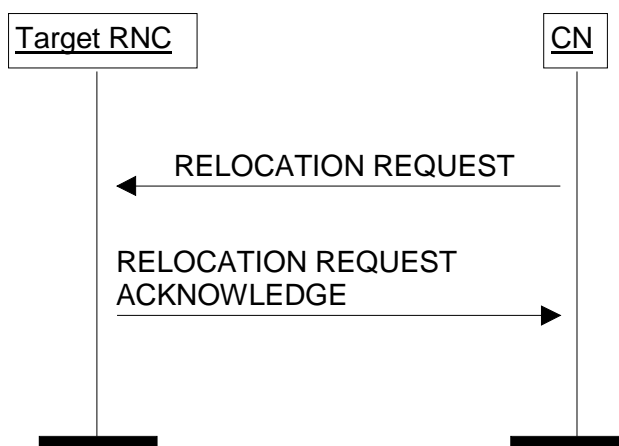 Target RNC
CN
RELOCATION REQUEST
RELOCATION REQUEST
ACKNOWLEDGE